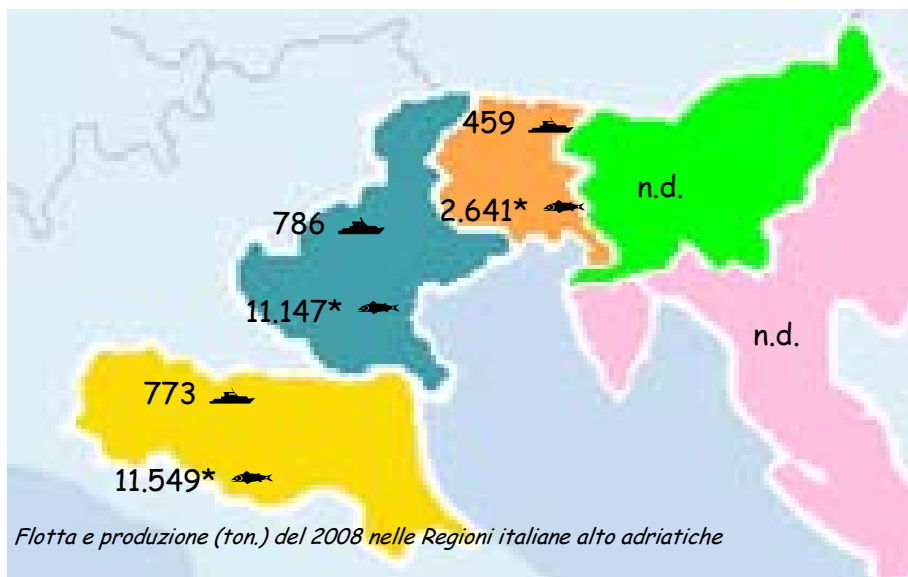 459
2.641*
n.d.
786
11.147*
n.d.
773
11.549*
Flotta e produzione (ton.) del 2008 nelle Regioni italiane alto adriatiche